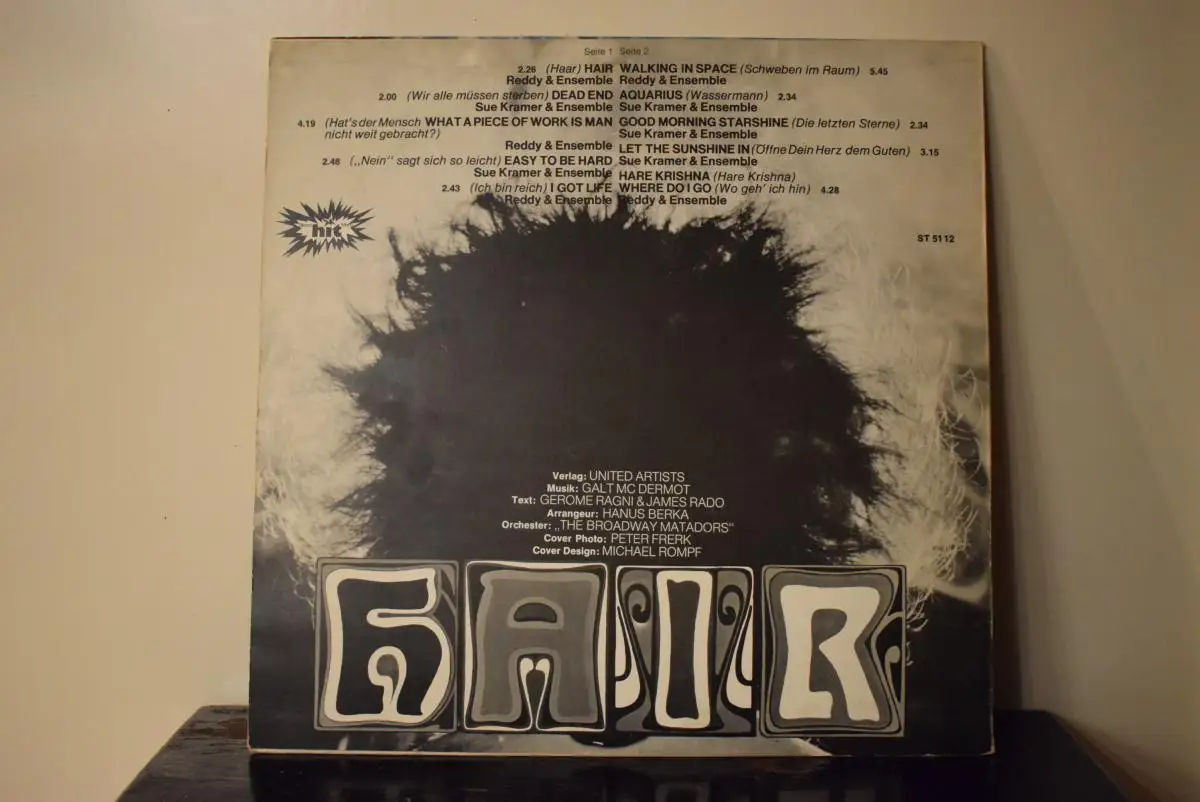 Seite 1 Seite 2
2.26 (Haar) HAIR
Reddy & Ensemble
2.00 (Wir alle müssen sterben) DEAD END
Sue Kramer & Ensemble
4.19 (Hat's der Mensch WHAT A PIECE OF WORK IS MAN
nicht weit gebracht?)
Reddy & Ensemble
2.46 („Nein" sagt sich so leicht) EASY TO BE HARD
Sue Kramer & Ensemble
2.43 (Ich bin reich) I GOT LIFE
Reddy & Ensemble
WALKING IN SPACE (Schweben im Raum) 5.45
Reddy & Ensemble
AQUARIUS (Wassermann) 2.34
Sue Kramer & Ensemble
GOOD MORNING STARSHINE (Die letzten Sterne) 2.34
Sue Kramer & Ensemble
LET THE SUNSHINE IN (Öffne Dein Herz dem Guten) 3.15
Sue Kramer & Ensemble
HARE KRISHNA (Hare Krishna)
WHERE DO I GO (Wo geh' ich hin) 4.28
Reddy & Ensemble
hit
ST 5112
Verlag: UNITED ARTISTS
Musik: GALT MC DERMOT
Text: GEROME RAGNI & JAMES RADO
Arrangeur: HANUS BERKA
Orchester: „THE BROADWAY MATADORS"
Cover Photo: PETER FRERK
Cover Design: MICHAEL ROMPF
HAIR